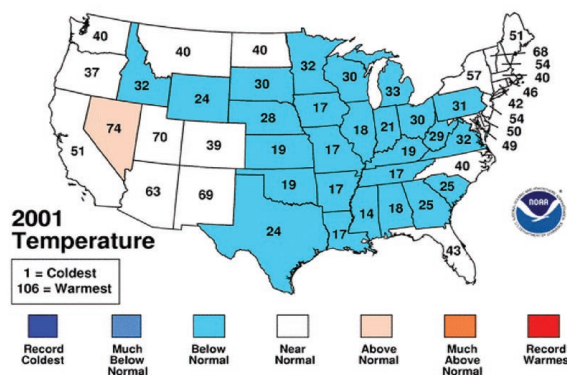 40
40
40
51
68
54
40
46
42
54
50
49
37
32
24
30
32
30
33
57
31
74
70
39
28
17
18
21
30
29
32
51
19
17
19
40
63
69
19
17
17
25
24
17
14
18
25
43
NOAA
2001
Temperature
1 = Coldest
106 = Warmest
Record
Coldest
Much
Below
Normal
Below
Normal
Near
Normal
Above
Normal
Much
Above
Normal
Record
Warmest